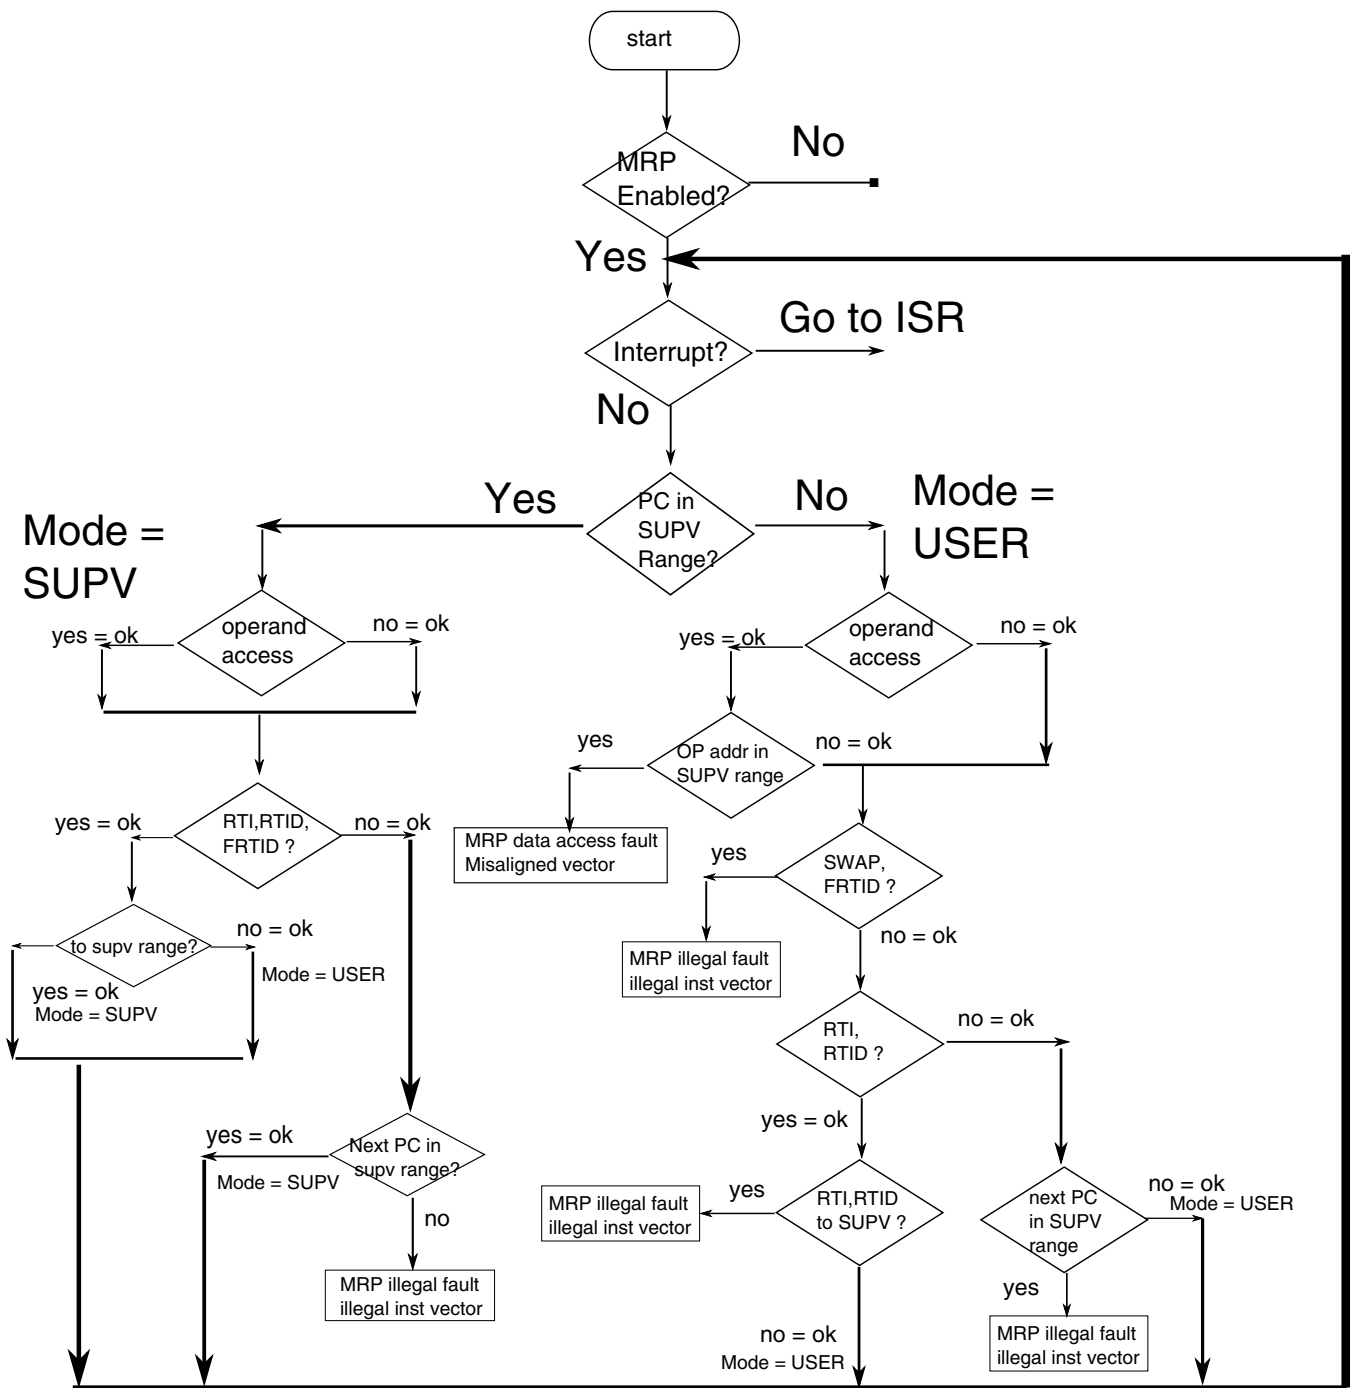 start
MRP
Enabled?
No
Yes
Interrupt?
Go to ISR
No
PC in
SUPV
Range?
Yes
No
Mode =
SUPV
Mode =
USER
operand
access
yes = ok
no = ok
operand
access
yes = ok
no = ok
OP addr in
SUPV range
yes
no = ok
MRP data access fault
Misaligned vector
RTI,RTID,
FRTID ?
yes = ok
no = ok
SWAP,
FRTID ?
yes
no = ok
MRP illegal fault
illegal inst vector
to supv range?
no = ok
Mode = USER
yes = ok
Mode = SUPV
RTI,
RTID ?
no = ok
yes = ok
Next PC in
supv range?
yes = ok
Mode = SUPV
no
MRP illegal fault
illegal inst vector
RTI,RTID
to SUPV ?
yes
MRP illegal fault
illegal inst vector
no = ok
Mode = USER
next PC
in SUPV
range
no = ok
Mode = USER
yes
MRP illegal fault
illegal inst vector